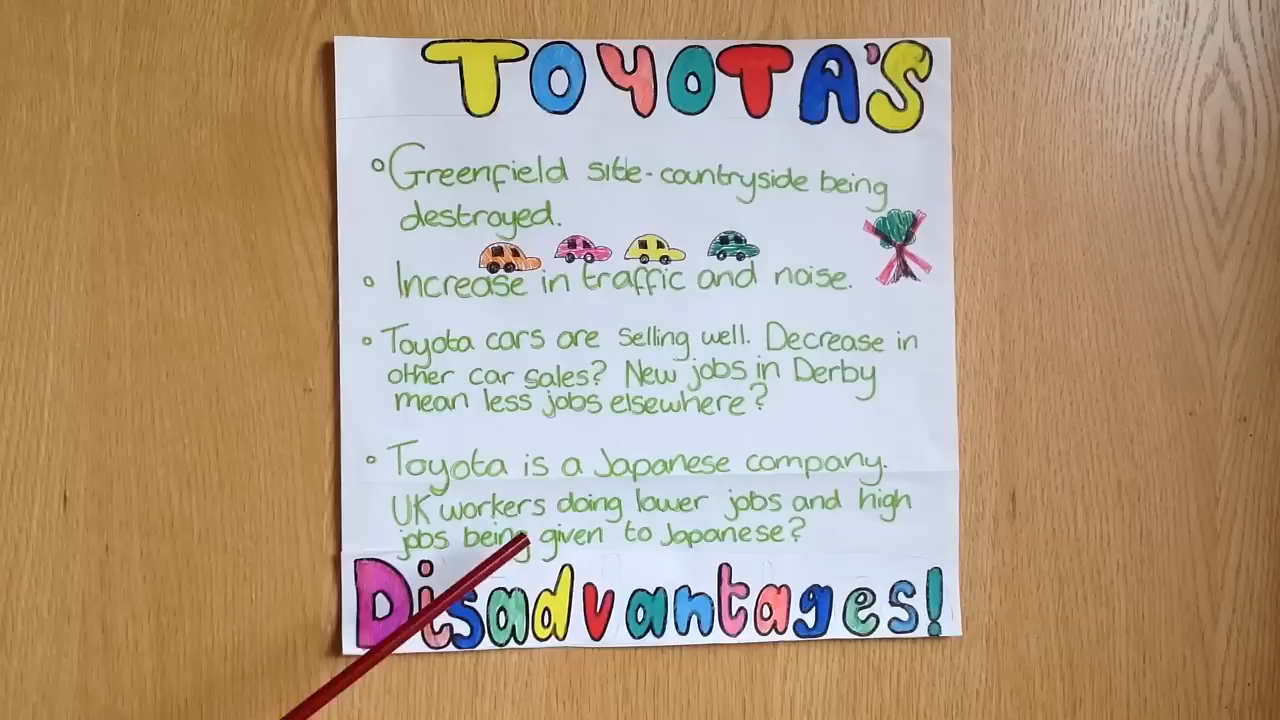 TOYOTA'S
Greenfield site - countryside being
destroyed.
Increase in traffic and noise.
Toyota cars are selling well. Decrease in
other car sales? New jobs in Derby
mean less jobs elsewhere?
Toyota is a Japanese company.
UK workers doing lower jobs and high
jobs being given to Japanese?
Disadvantages!